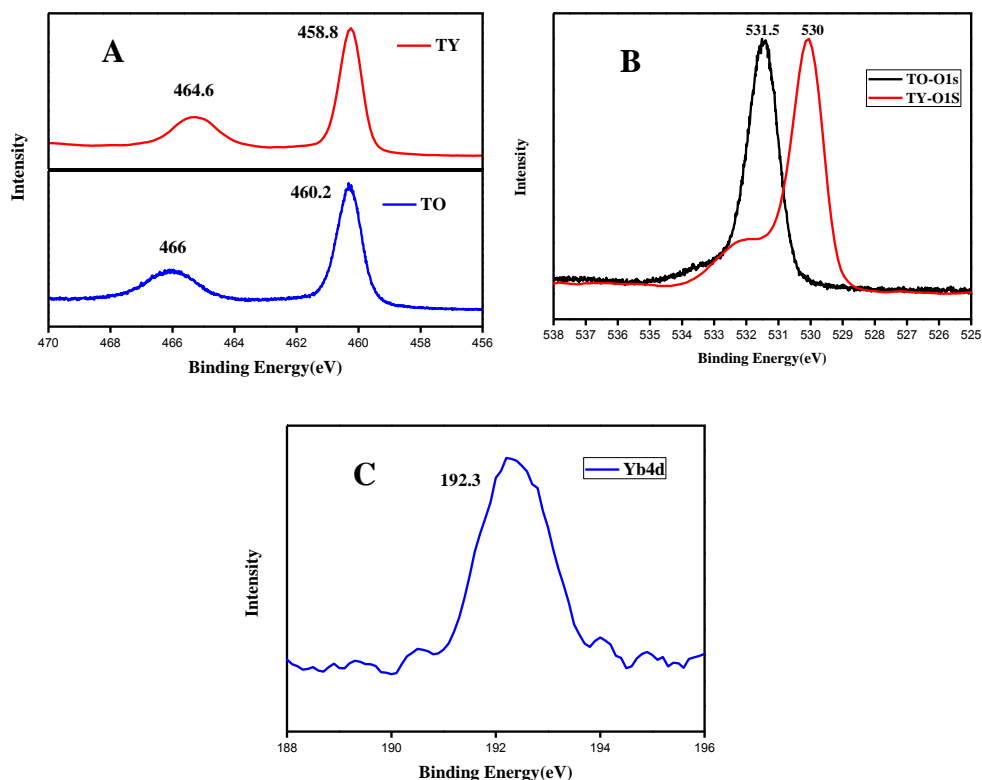 A
458.8
TY
464.6
460.2
TO
466
Intensity
470 468 466 464 462 460 458 456
Binding Energy(eV)
531.5 530
B
TO-O1s
TY-O1S
Intensity
538 537 536 535 534 533 532 531 530 529 528 527 526 525
Binding Energy(eV)
C
192.3
Yb4d
Intensity
188 190 192 194 196
Binding Energy(eV)